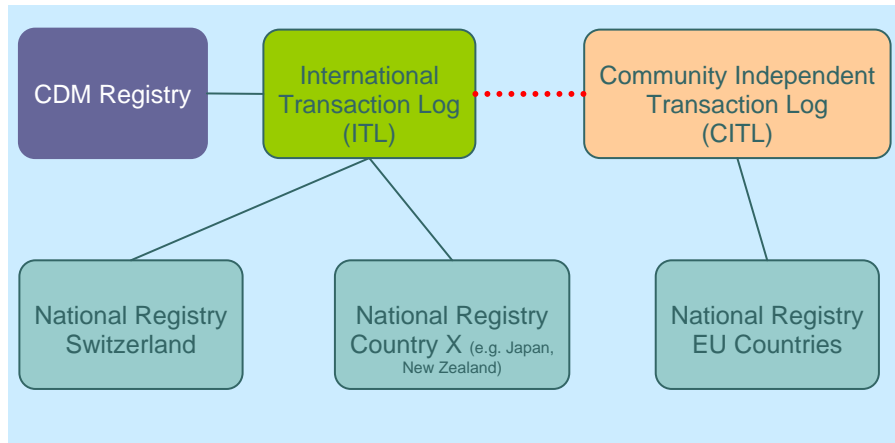 CDM Registry
International
Transaction Log
(ITL)
Community Independent
Transaction Log
(CITL)
National Registry
Switzerland
National Registry
Country X (e.g. Japan,
New Zealand)
National Registry
EU Countries